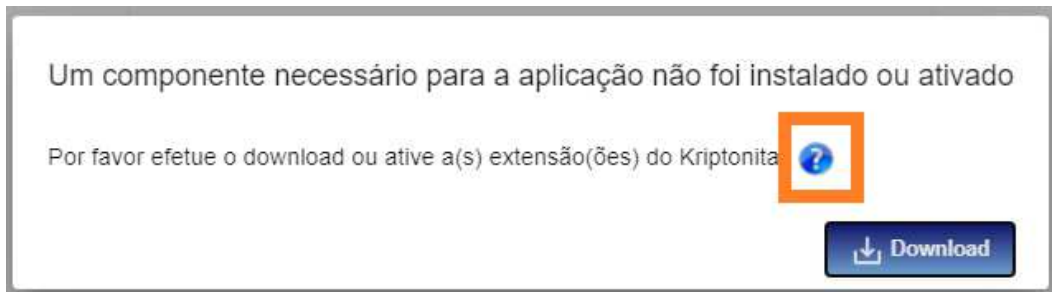 Um componente necessário para a aplicação não foi instalado ou ativado
Por favor efetue o download ou ative a(s) extensão(ões) do Kriptonita ?
Download